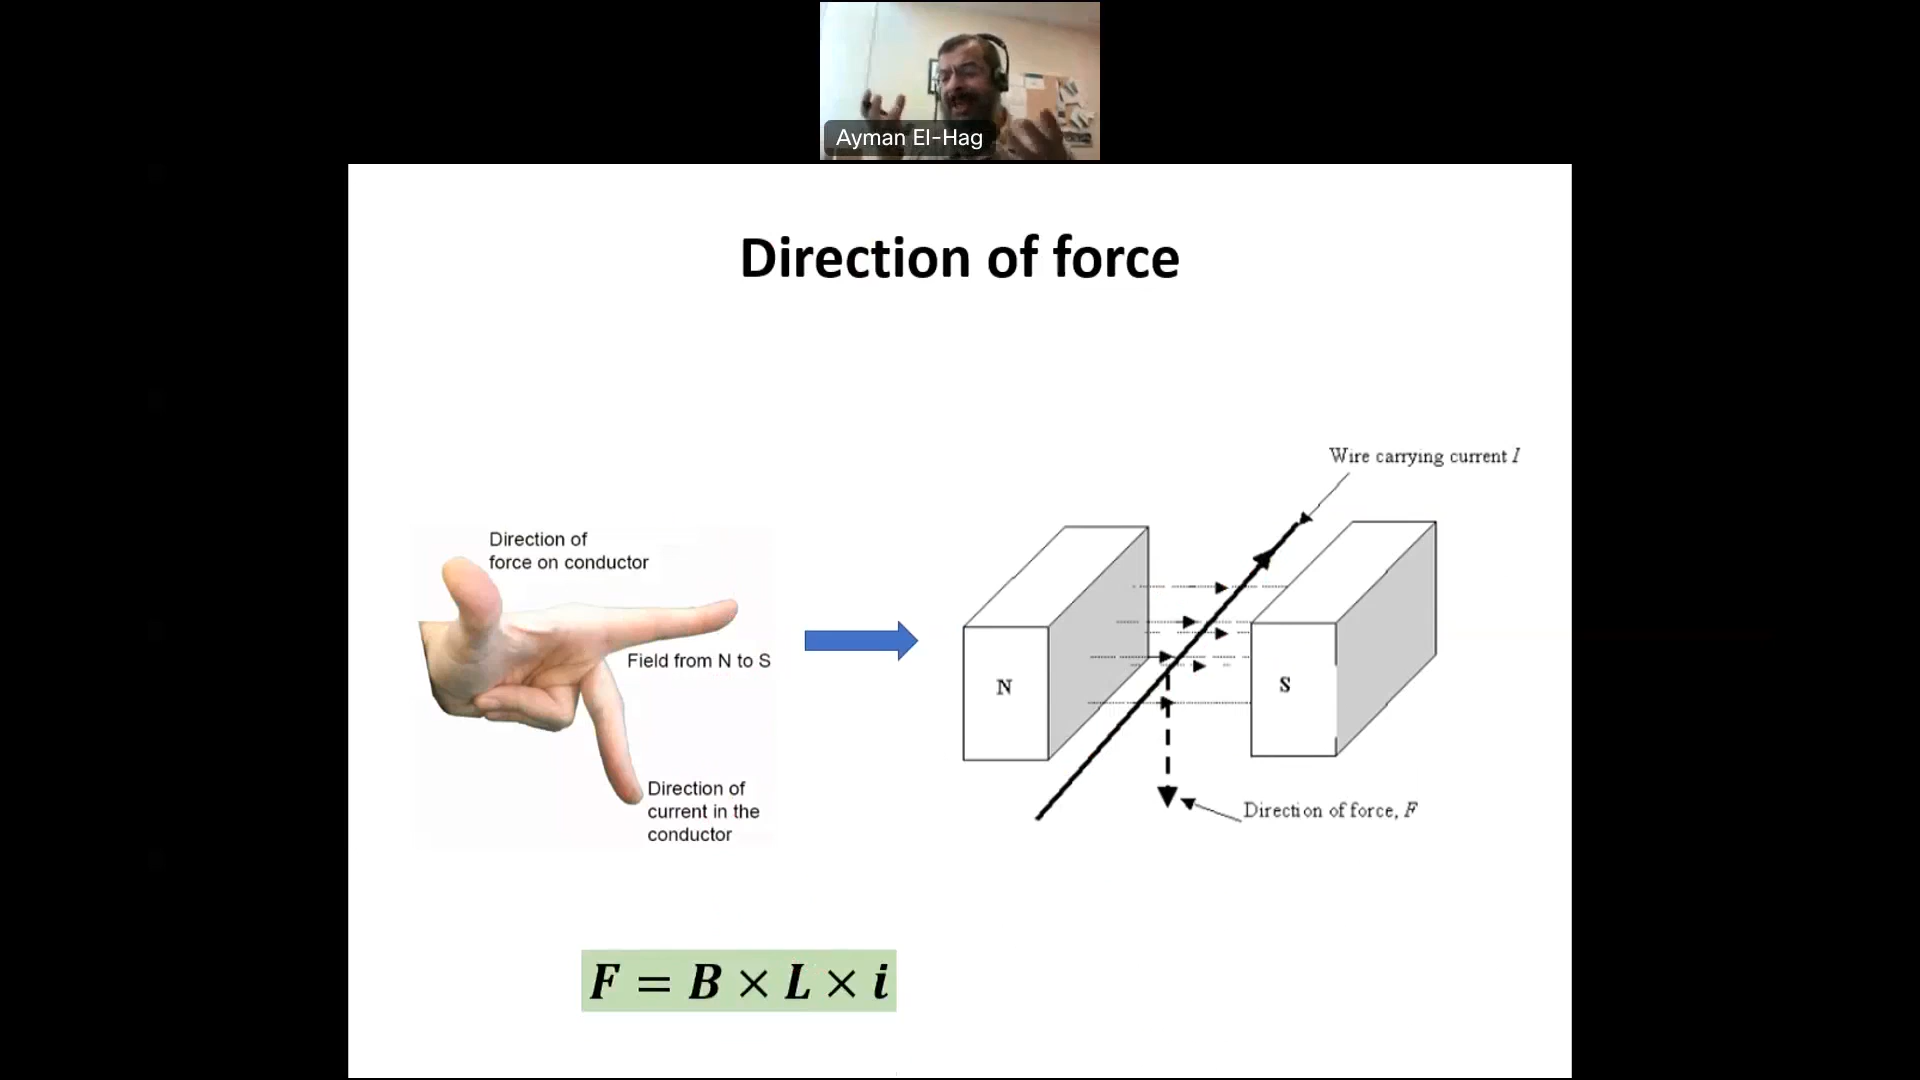 Ayman El-Hag
Direction of force
Wire carrying current I
Direction of
force on conductor
Field from N to S
N
S
Direction of
current in the
conductor
Direction of force, F
F = B × L × i